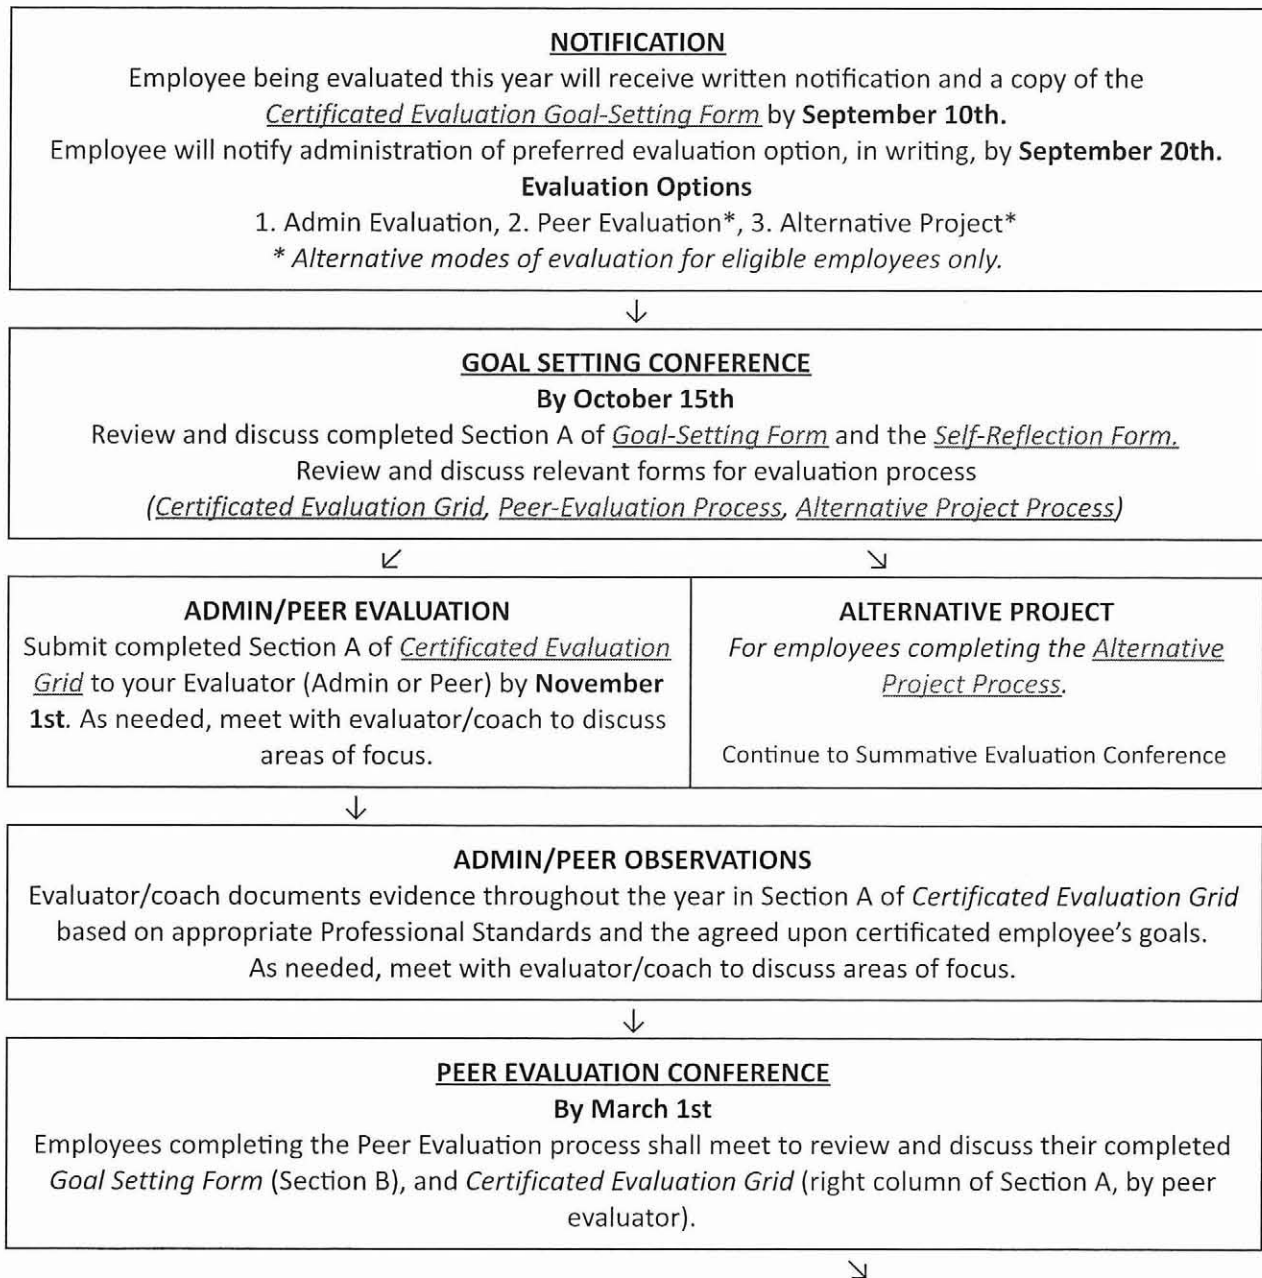 NOTIFICATION
Employee being evaluated this year will receive written notification and a copy of the
Certificated Evaluation Goal-Setting Form by September 10th.
Employee will notify administration of preferred evaluation option, in writing, by September 20th.
Evaluation Options
1. Admin Evaluation, 2. Peer Evaluation*, 3. Alternative Project*
* Alternative modes of evaluation for eligible employees only.
↓
GOAL SETTING CONFERENCE
By October 15th
Review and discuss completed Section A of Goal-Setting Form and the Self-Reflection Form.
Review and discuss relevant forms for evaluation process
(Certificated Evaluation Grid, Peer-Evaluation Process, Alternative Project Process)
↙ ↘
ADMIN/PEER EVALUATION
Submit completed Section A of Certificated Evaluation
Grid to your Evaluator (Admin or Peer) by November
1st. As needed, meet with evaluator/coach to discuss
areas of focus.
ALTERNATIVE PROJECT
For employees completing the Alternative
Project Process.
Continue to Summative Evaluation Conference
↓
ADMIN/PEER OBSERVATIONS
Evaluator/coach documents evidence throughout the year in Section A of Certificated Evaluation Grid
based on appropriate Professional Standards and the agreed upon certificated employee's goals.
As needed, meet with evaluator/coach to discuss areas of focus.
↓
PEER EVALUATION CONFERENCE
By March 1st
Employees completing the Peer Evaluation process shall meet to review and discuss their completed
Goal Setting Form (Section B), and Certificated Evaluation Grid (right column of Section A, by peer
evaluator).
↘